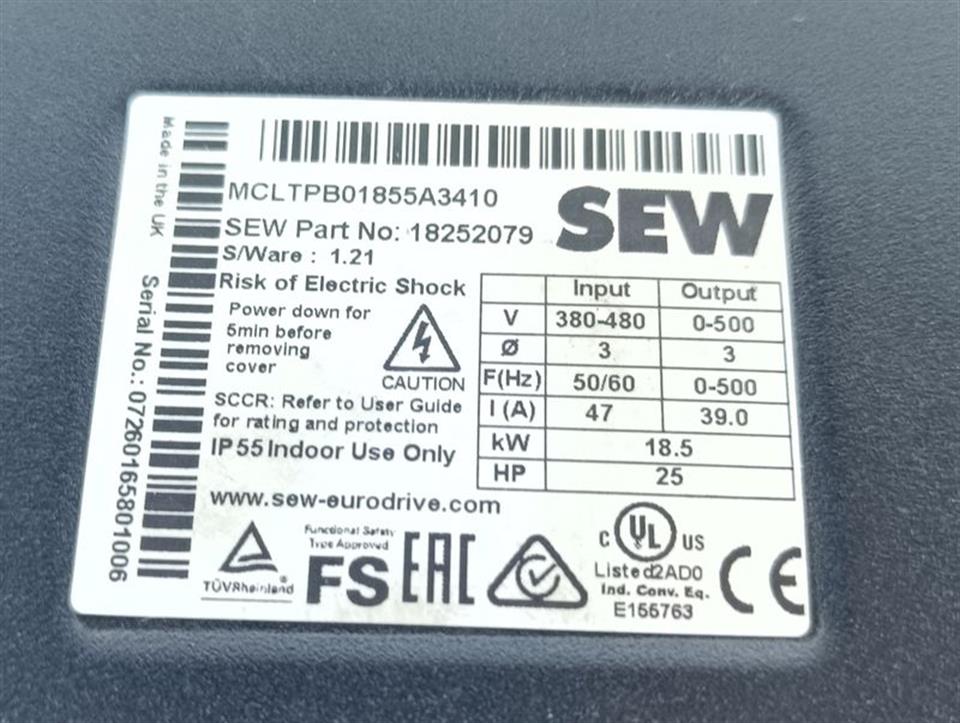 Made in the UK
Serial No.: 07260165801006
MCLTPB01855A3410
SEW Part No: 18252079
S/Ware : 1.21
SEW
Risk of Electric Shock
Power down for
5min before
removing
cover
CAUTION
SCCR: Refer to User Guide
for rating and protection
IP55 Indoor Use Only
www.sew-eurodrive.com
Input Output
V 380-480 0-500
Ø 3 3
F(Hz) 50/60 0-500
I (A) 47 39.0
kW 18.5
HP 25
TÜVRheinland
Functional Safety
Type Approved
FS
EAC
C UL US
Listed 2AD0
Ind. Conv. Eq.
E155763
CE